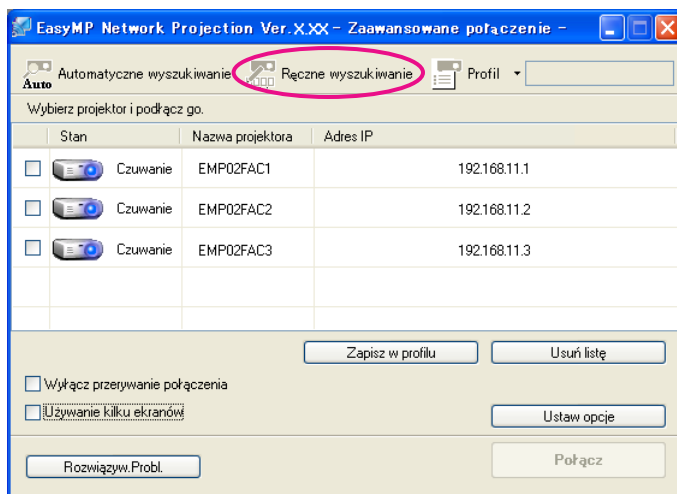 EasyMP Network Projection Ver.X.XX - Zaawansowane połączenie -
Auto Automatyczne wyszukiwanie Ręczne wyszukiwanie Profil
Wybierz projektor i podłącz go.
Stan Nazwa projektora Adres IP
Czuwanie EMP02FAC1 192.168.11.1
Czuwanie EMP02FAC2 192.168.11.2
Czuwanie EMP02FAC3 192.168.11.3
Zapisz w profilu Usuń listę
Wyłącz przerywanie połączenia
Używanie kilku ekranów
Ustaw opcje
Rozwiązyw.Probl. Połącz